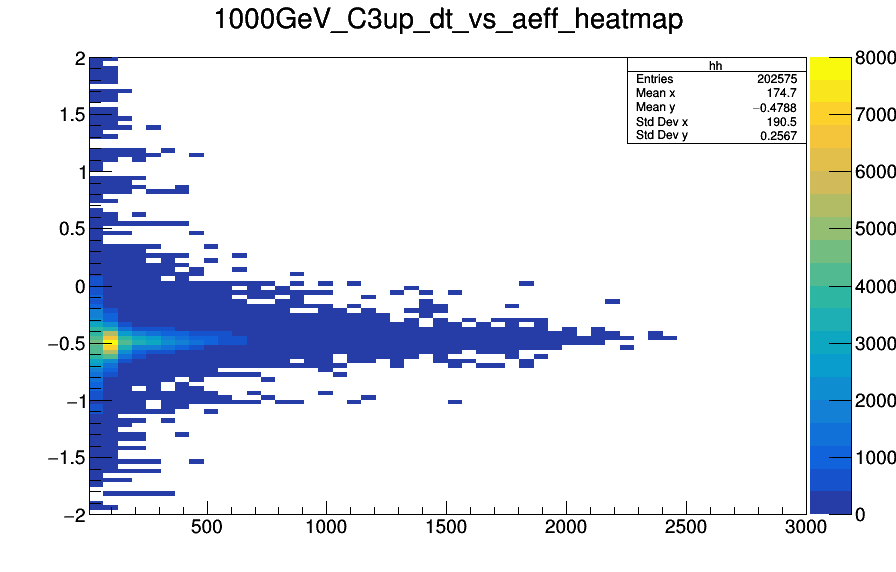 1000GeV_C3up_dt_vs_aeff_heatmap
hh
Entries 202575
Mean x 174.7
Mean y −0.4788
Std Dev x 190.5
Std Dev y 0.2567
2
1.5
1
0.5
0
−0.5
−1
−1.5
−2
500 1000 1500 2000 2500 3000
8000
7000
6000
5000
4000
3000
2000
1000
0